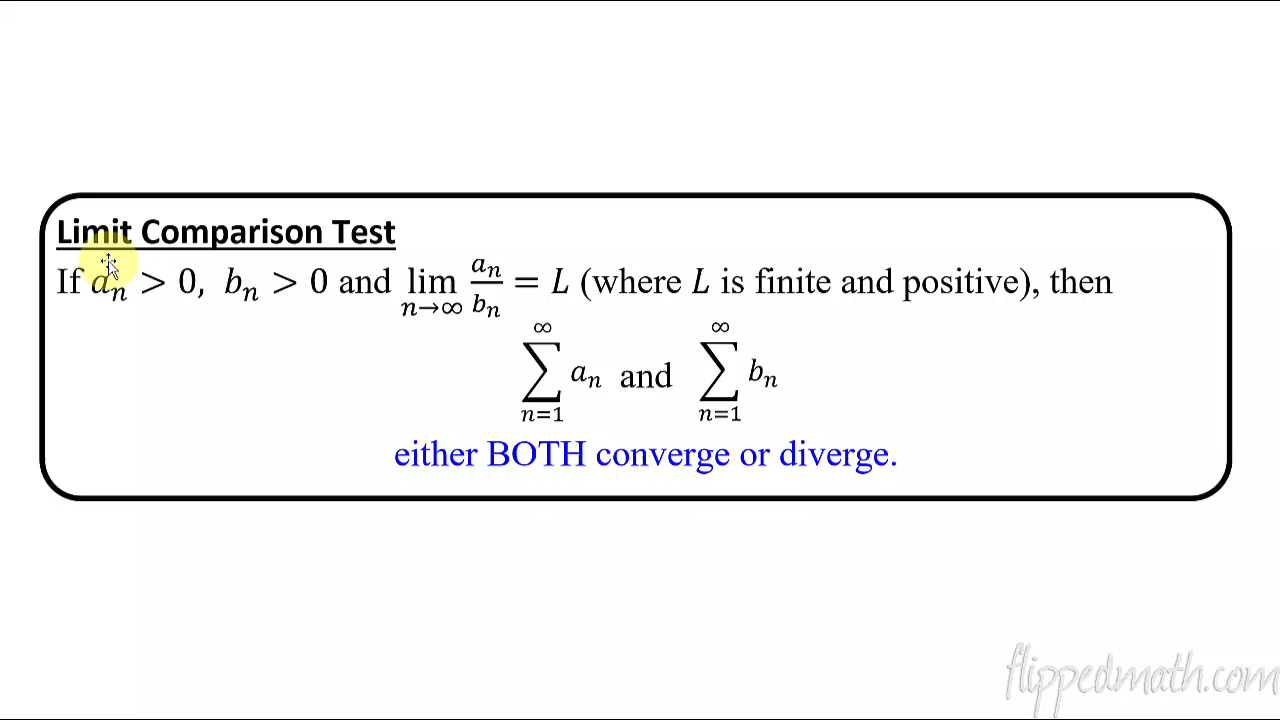 Limit Comparison Test
If aₙ > 0, bₙ > 0 and lim n→∞ aₙ/bₙ = L (where L is finite and positive), then
∞ ∑ n=1 aₙ and ∞ ∑ n=1 bₙ
either BOTH converge or diverge.
flippedmath.com